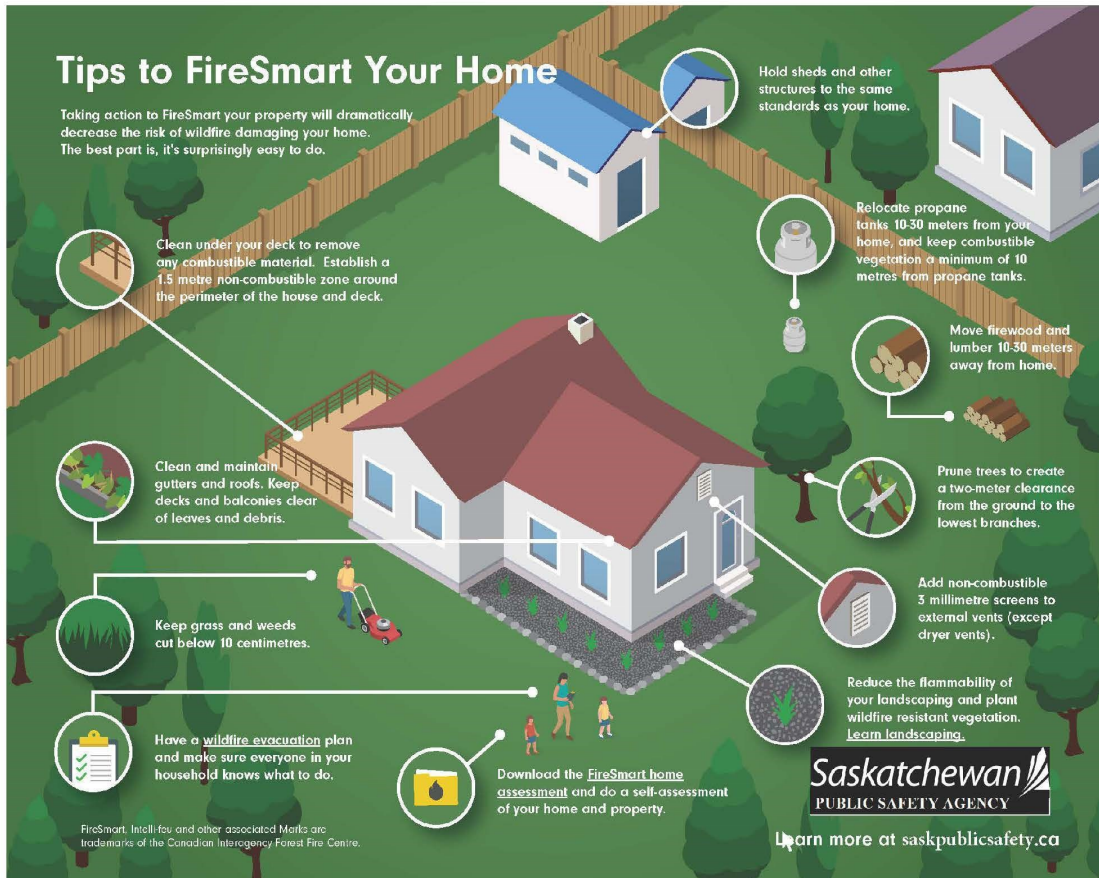 Tips to FireSmart Your Home
Taking action to FireSmart your property will dramatically
decrease the risk of wildfire damaging your home.
The best part is, it's surprisingly easy to do.
Hold sheds and other
structures to the same
standards as your home.
Relocate propane
tanks 10-30 meters from your
home, and keep combustible
vegetation a minimum of 10
metres from propane tanks.
Clean under your deck to remove
any combustible material. Establish a
1.5 metre non-combustible zone around
the perimeter of the house and deck.
Move firewood and
lumber 10-30 meters
away from home.
Clean and maintain
gutters and roofs. Keep
decks and balconies clear
of leaves and debris.
Prune trees to create
a two-meter clearance
from the ground to the
lowest branches.
Add non-combustible
3 millimetre screens to
external vents (except
dryer vents).
Keep grass and weeds
cut below 10 centimetres.
Reduce the flammability of
your landscaping and plant
wildfire resistant vegetation.
Learn landscaping.
Have a wildfire evacuation plan
and make sure everyone in your
household knows what to do.
Download the FireSmart home
assessment and do a self-assessment
of your home and property.
Saskatchewan
PUBLIC SAFETY AGENCY
FireSmart, Intelli-feu and other associated Marks are
trademarks of the Canadian Interagency Forest Fire Centre.
Learn more at saskpublicsafety.ca